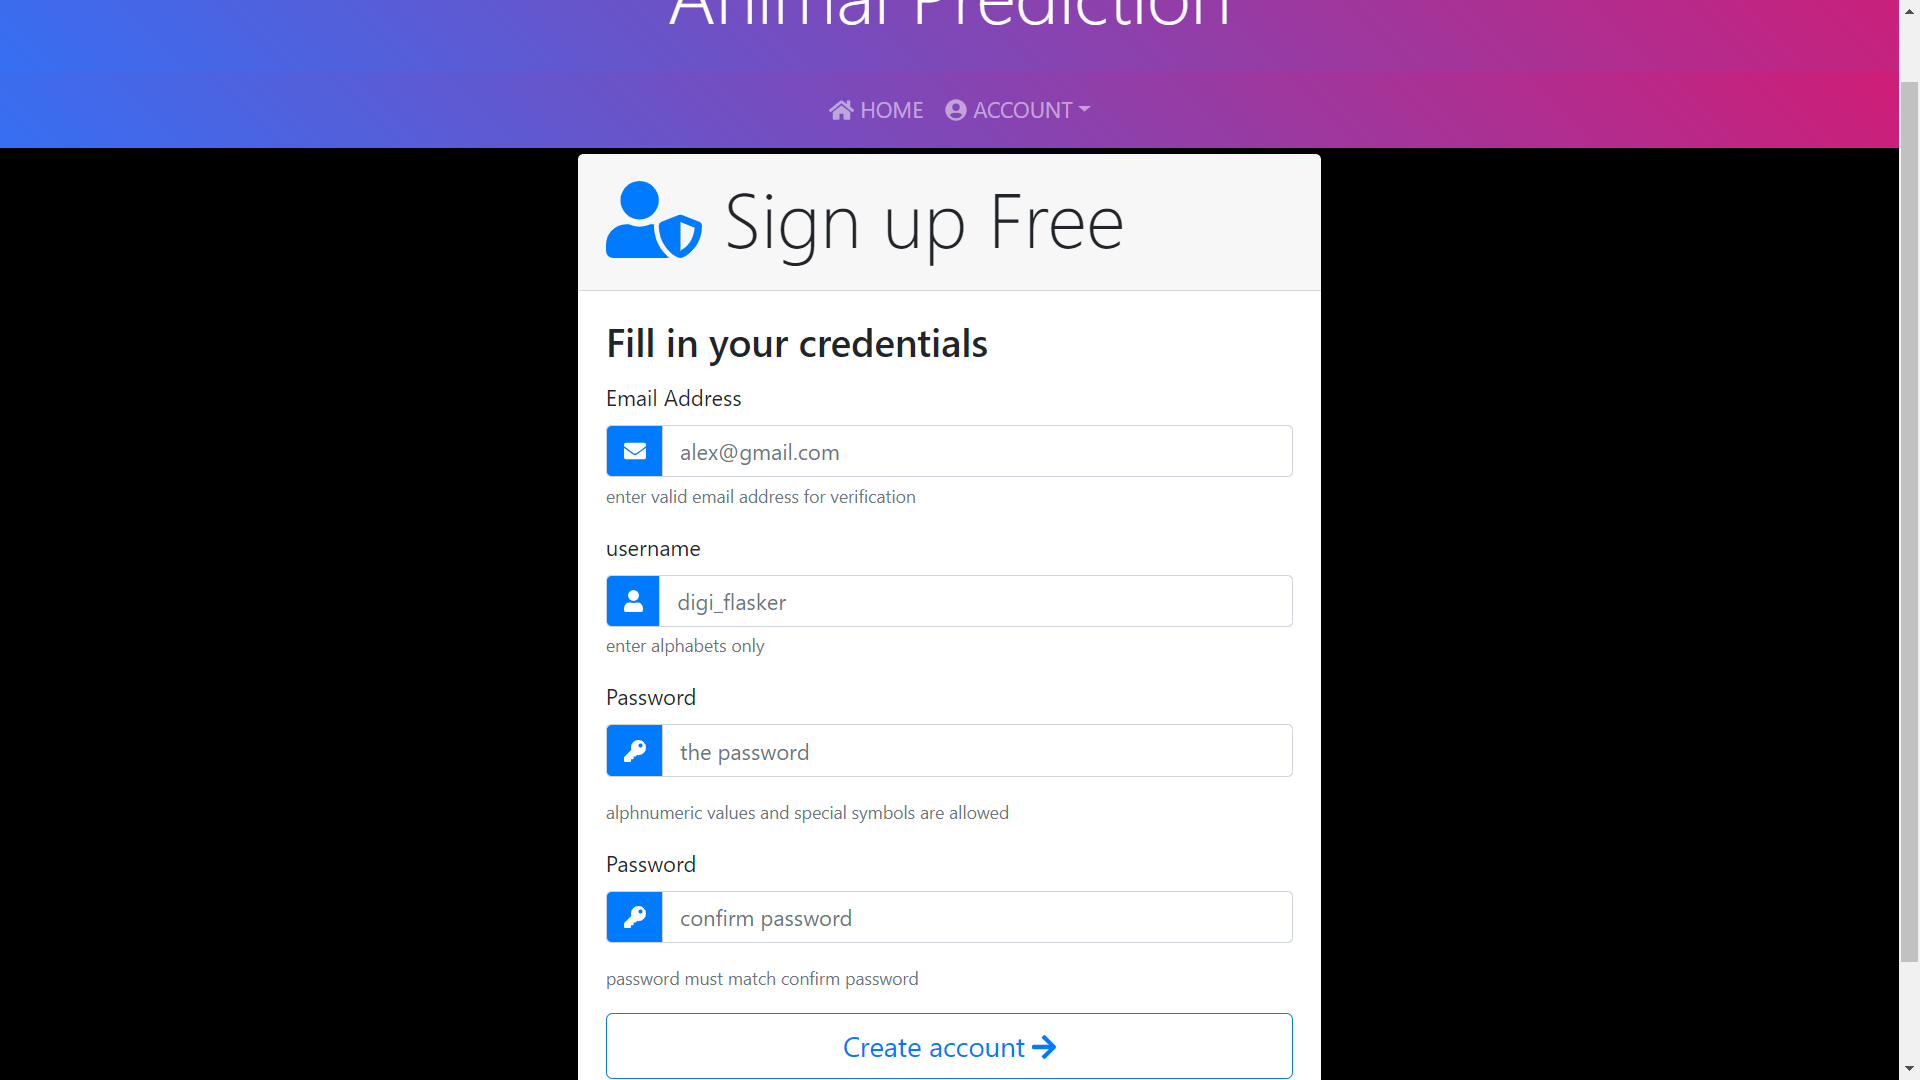 Animal Prediction
HOME ACCOUNT
Sign up Free
Fill in your credentials
Email Address
alex@gmail.com
enter valid email address for verification
username
digi_flasker
enter alphabets only
Password
the password
alphnumeric values and special symbols are allowed
Password
confirm password
password must match confirm password
Create account